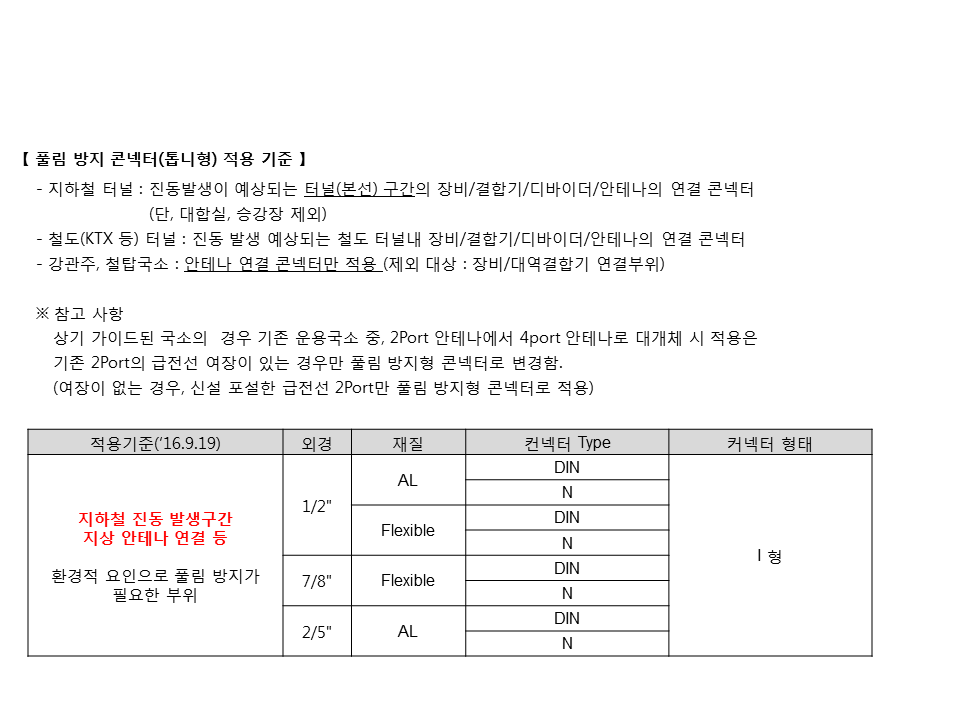 【 풀림 방지 콘넥터(톱니형) 적용 기준 】
- 지하철 터널 : 진동발생이 예상되는 터널(본선) 구간의 장비/결합기/디바이더/안테나의 연결 콘넥터
(단, 대합실, 승강장 제외)
- 철도(KTX 등) 터널 : 진동 발생 예상되는 철도 터널내 장비/결합기/디바이더/안테나의 연결 콘넥터
- 강관주, 철탑국소 : 안테나 연결 콘넥터만 적용 (제외 대상 : 장비/대역결합기 연결부위)
※ 참고 사항
상기 가이드된 국소의 경우 기존 운용국소 중, 2Port 안테나에서 4port 안테나로 대개체 시 적용은
기존 2Port의 급전선 여장이 있는 경우만 풀림 방지형 콘넥터로 변경함.
(여장이 없는 경우, 신설 포설한 급전선 2Port만 풀림 방지형 콘넥터로 적용)
적용기준(‘16.9.19) 외경 재질 컨넥터 Type 커넥터 형태
지하철 진동 발생구간
지상 안테나 연결 등
환경적 요인으로 풀림 방지가
필요한 부위
1/2"
AL
DIN
N
Flexible
DIN
N
7/8"
Flexible
DIN
N
2/5"
AL
DIN
N
I 형